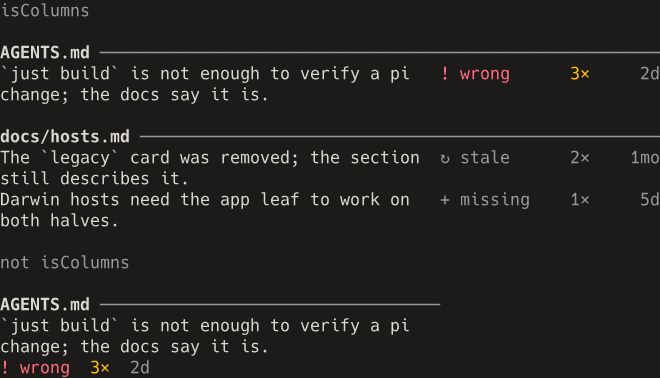 isColumns
AGENTS.md
`just build` is not enough to verify a pi ! wrong 3× 2d
change; the docs say it is.
docs/hosts.md
The `legacy` card was removed; the section ↻ stale 2× 1mo
still describes it.
Darwin hosts need the app leaf to work on + missing 1× 5d
both halves.
not isColumns
AGENTS.md
`just build` is not enough to verify a pi
change; the docs say it is.
! wrong 3× 2d